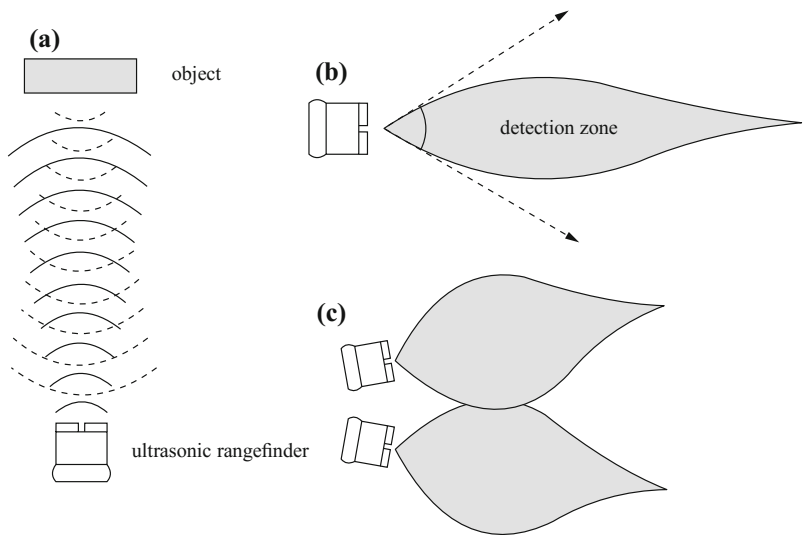 (a)
object
(b)
detection zone
(c)
ultrasonic rangefinder